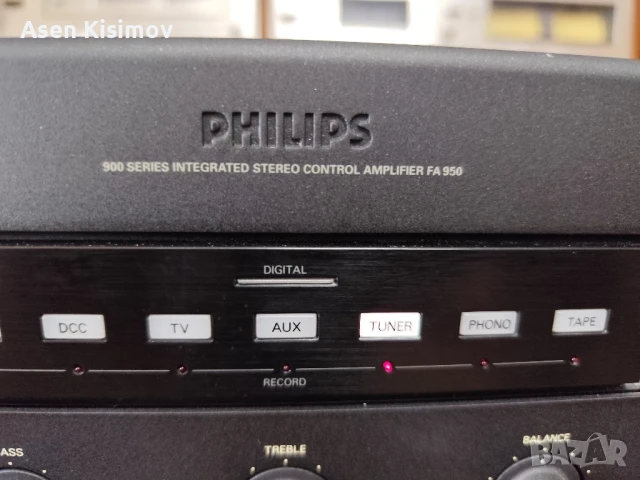 Asen Kisimov
PHILIPS
900 SERIES INTEGRATED STEREO CONTROL AMPLIFIER FA 950
DIGITAL
DCC TV AUX TUNER PHONO TAPE
RECORD
ASS TREBLE BALANCE
BAZAR